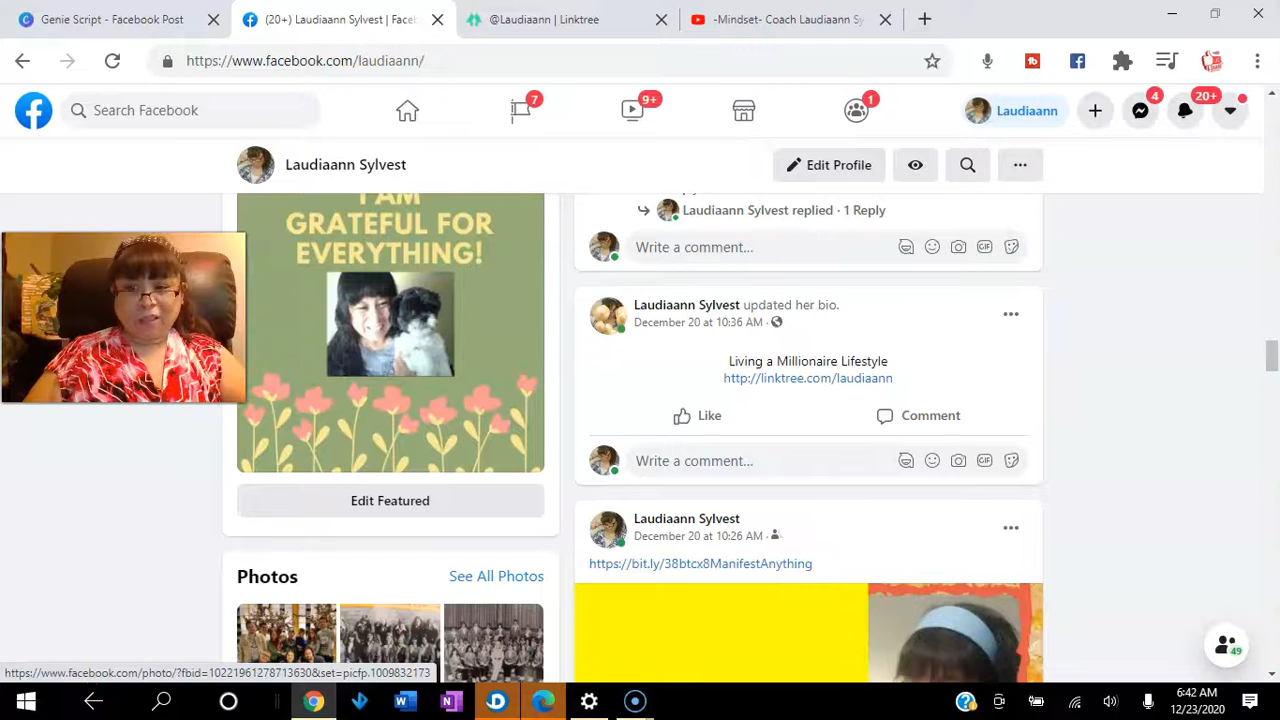 Genie Script - Facebook Post
(20+) Laudiaann Sylvest | Face
@Laudiaann | Linktree
-Mindset- Coach Laudiaann Sy
https://www.facebook.com/laudiaann/
Search Facebook
7
9+
1
Laudiaann
4
20+
Laudiaann Sylvest
Edit Profile
I AM
GRATEFUL FOR
EVERYTHING!
Edit Featured
Photos
See All Photos
Laudiaann Sylvest replied · 1 Reply
Write a comment...
GIF
Laudiaann Sylvest updated her bio.
December 20 at 10:36 AM ·
Living a Millionaire Lifestyle
http://linktree.com/laudiaann
Like
Comment
Write a comment...
GIF
Laudiaann Sylvest
December 20 at 10:26 AM ·
https://bit.ly/38btcx8ManifestAnything
49
https://www.facebook.com/photo/?fbid=10221961278713630&set=picfp.1009832173
6:42 AM
12/23/2020